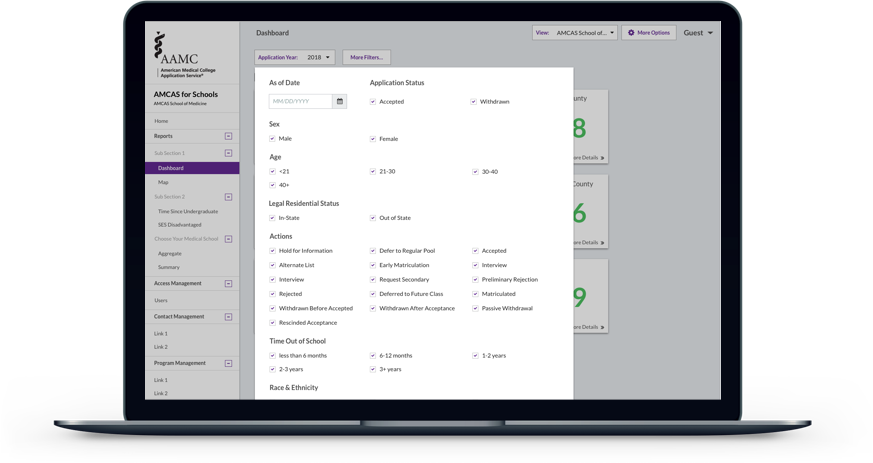 Dashboard
View: AMCAS School of...
More Options
Guest
AAMC
American Medical College
Application Service®
AMCAS for Schools
AMCAS School of Medicine
Home
Reports
Sub Section 1
Dashboard
Map
Sub Section 2
Time Since Undergraduate
SES Disadvantaged
Choose Your Medical School
Aggregate
Summary
Access Management
Users
Contact Management
Link 1
Link 2
Program Management
Link 1
Link 2
Application Year: 2018
More Filters...
As of Date
MM/DD/YYYY
Application Status
Accepted
Withdrawn
Sex
Male
Female
Age
<21
21-30
30-40
40+
Legal Residential Status
In-State
Out of State
Actions
Hold for Information
Defer to Regular Pool
Accepted
Alternate List
Early Matriculation
Interview
Interview
Request Secondary
Preliminary Rejection
Rejected
Deferred to Future Class
Matriculated
Withdrawn Before Accepted
Withdrawn After Acceptance
Passive Withdrawal
Rescinded Acceptance
Time Out of School
less than 6 months
6-12 months
1-2 years
2-3 years
3+ years
Race & Ethnicity
unty
8
ore Details »
County
6
ore Details »
9
ore Details »